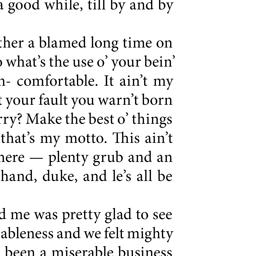 a good while, till by and by
ther a blamed long time on
what's the use o' your bein'
comfortable. It ain't my
your fault you warn't born
Make the best o' things
that's my motto. This ain't
here — plenty grub and an
hand, duke, and le's all be
me was pretty glad to see
ableness and we felt mighty
been a miserable business